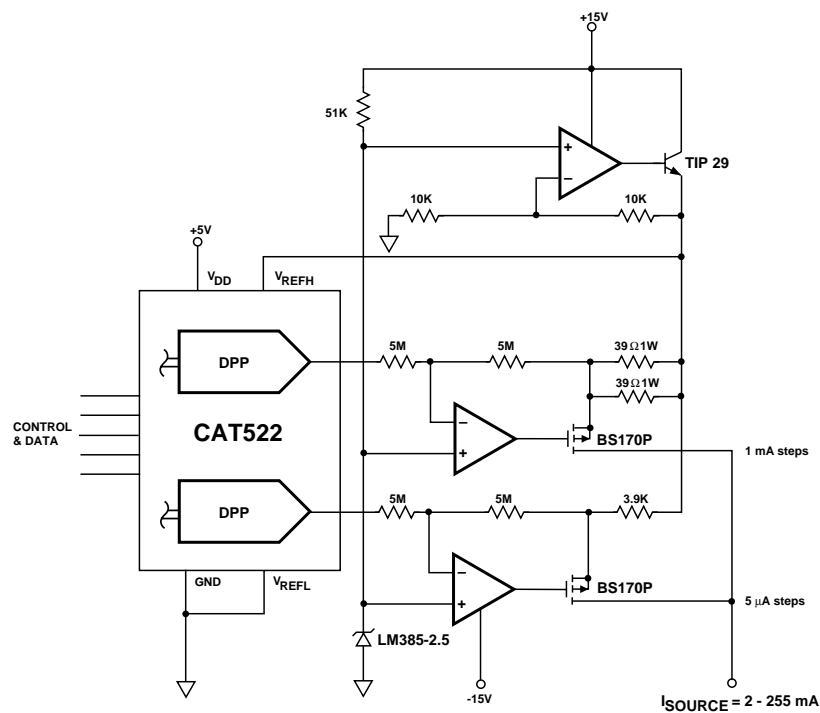 +15V
51K
+
−
TIP 29
10K
10K
+5V
VDD
VREFH
DPP
5M
5M
39Ω1W
39Ω1W
−
+
BS170P
CONTROL
& DATA
CAT522
1 mA steps
DPP
5M
5M
3.9K
−
+
BS170P
5 μA steps
GND
VREFL
LM385-2.5
-15V
ISOURCE = 2 - 255 mA